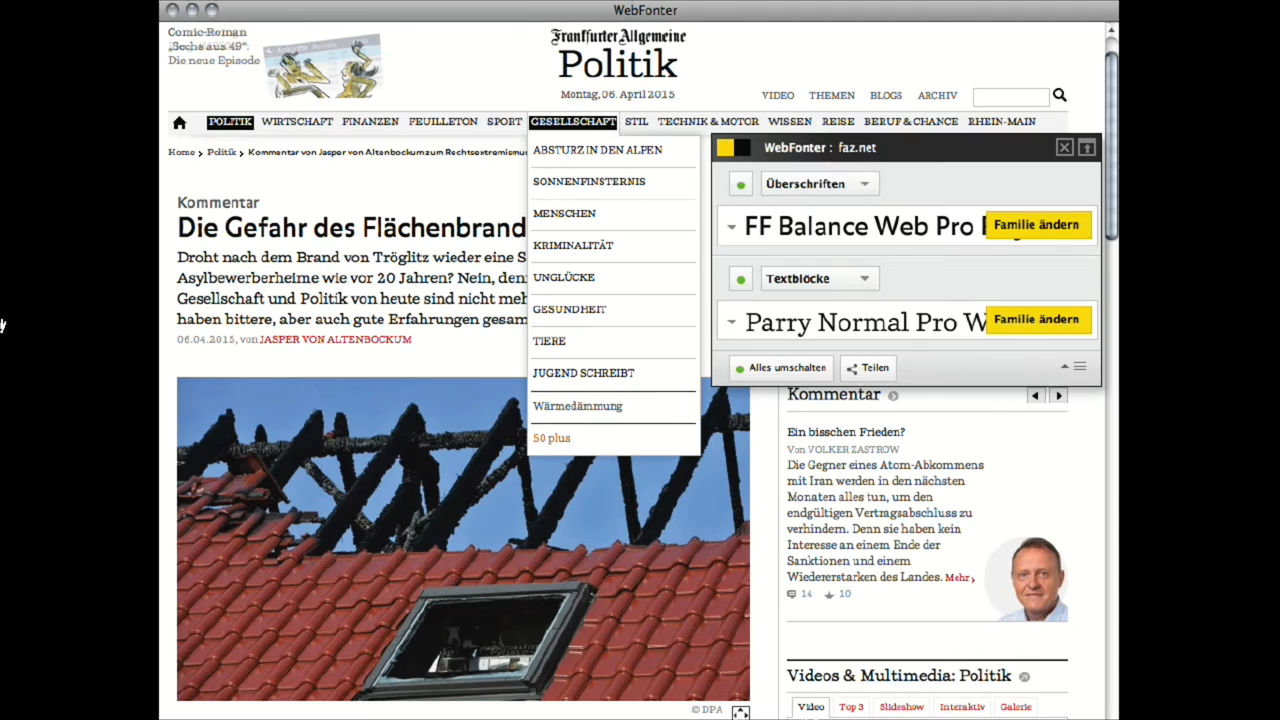 WebFonter
Comic-Roman
„Sechs aus 49“:
Die neue Episode
Frankfurter Allgemeine
Politik
Montag, 06. April 2015
VIDEO THEMEN BLOGS ARCHIV
POLITIK WIRTSCHAFT FINANZEN FEUILLETON SPORT GESELLSCHAFT STIL TECHNIK & MOTOR WISSEN REISE BERUF & CHANCE RHEIN-MAIN
Home › Politik › Kommentar von Jasper von Altenbockum zum Rechtsextremismus
ABSTURZ IN DEN ALPEN
SONNENFINSTERNIS
MENSCHEN
KRIMINALITÄT
UNGLÜCKE
GESUNDHEIT
TIERE
JUGEND SCHREIBT
Wärmedämmung
50 plus
WebFonter : faz.net
Überschriften
FF Balance Web Pro
Familie ändern
Textblöcke
Parry Normal Pro
Familie ändern
Alles umschalten
Teilen
Kommentar
Die Gefahr des Flächenbrand
Droht nach dem Brand von Tröglitz wieder eine
Asylbewerberheime wie vor 20 Jahren? Nein,
Gesellschaft und Politik von heute sind nicht
haben bittere, aber auch gute Erfahrungen
06.04.2015, von JASPER VON ALTENBOCKUM
© DPA
Kommentar
Ein bisschen Frieden?
Von VOLKER ZASTROW
Die Gegner eines Atom-Abkommens
mit Iran werden in den nächsten
Monaten alles tun, um den
endgültigen Vertragsabschluss zu
verhindern. Denn sie haben kein
Interesse an einem Ende der
Sanktionen und einem
Wiedererstarken des Landes. Mehr ›
14 10
Videos & Multimedia: Politik
Video Top 3 Slideshow Interaktiv Galerie